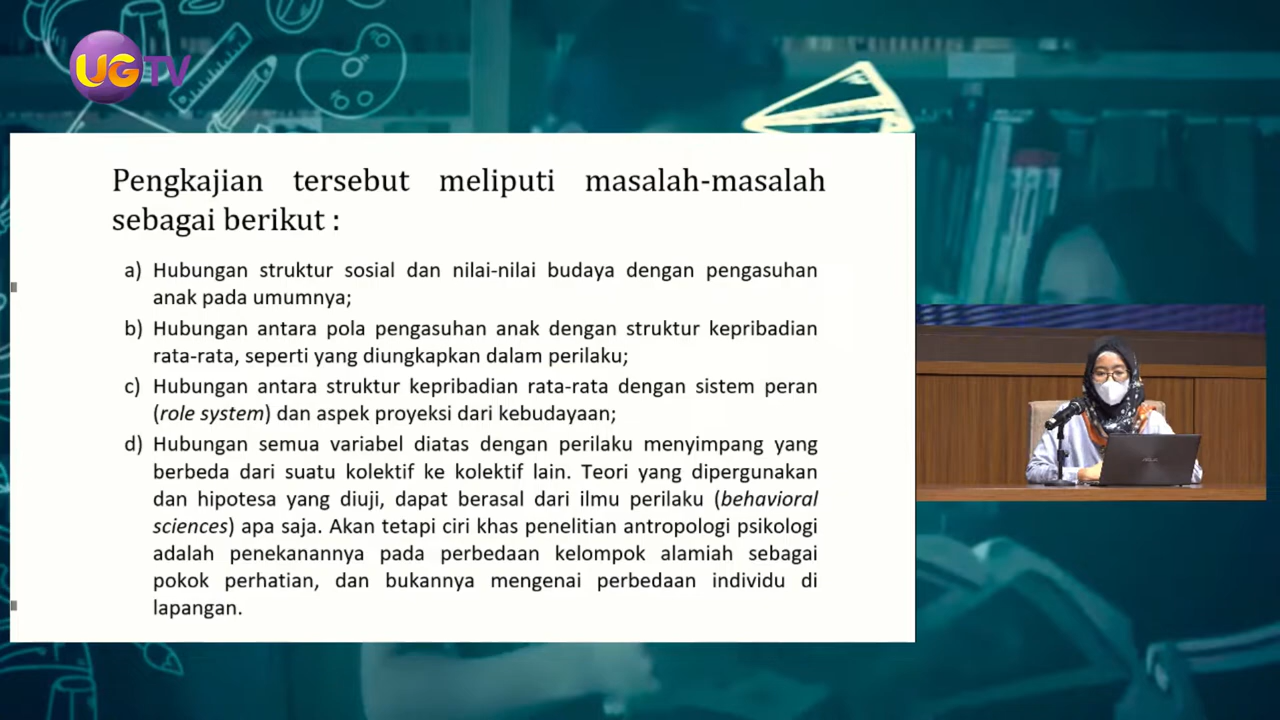 UGTV
Pengkajian tersebut meliputi masalah-masalah
sebagai berikut :
a) Hubungan struktur sosial dan nilai-nilai budaya dengan pengasuhan
anak pada umumnya;
b) Hubungan antara pola pengasuhan anak dengan struktur kepribadian
rata-rata, seperti yang diungkapkan dalam perilaku;
c) Hubungan antara struktur kepribadian rata-rata dengan sistem peran
(role system) dan aspek proyeksi dari kebudayaan;
d) Hubungan semua variabel diatas dengan perilaku menyimpang yang
berbeda dari suatu kolektif ke kolektif lain. Teori yang dipergunakan
dan hipotesa yang diuji, dapat berasal dari ilmu perilaku (behavioral
sciences) apa saja. Akan tetapi ciri khas penelitian antropologi psikologi
adalah penekanannya pada perbedaan kelompok alamiah sebagai
pokok perhatian, dan bukannya mengenai perbedaan individu di
lapangan.